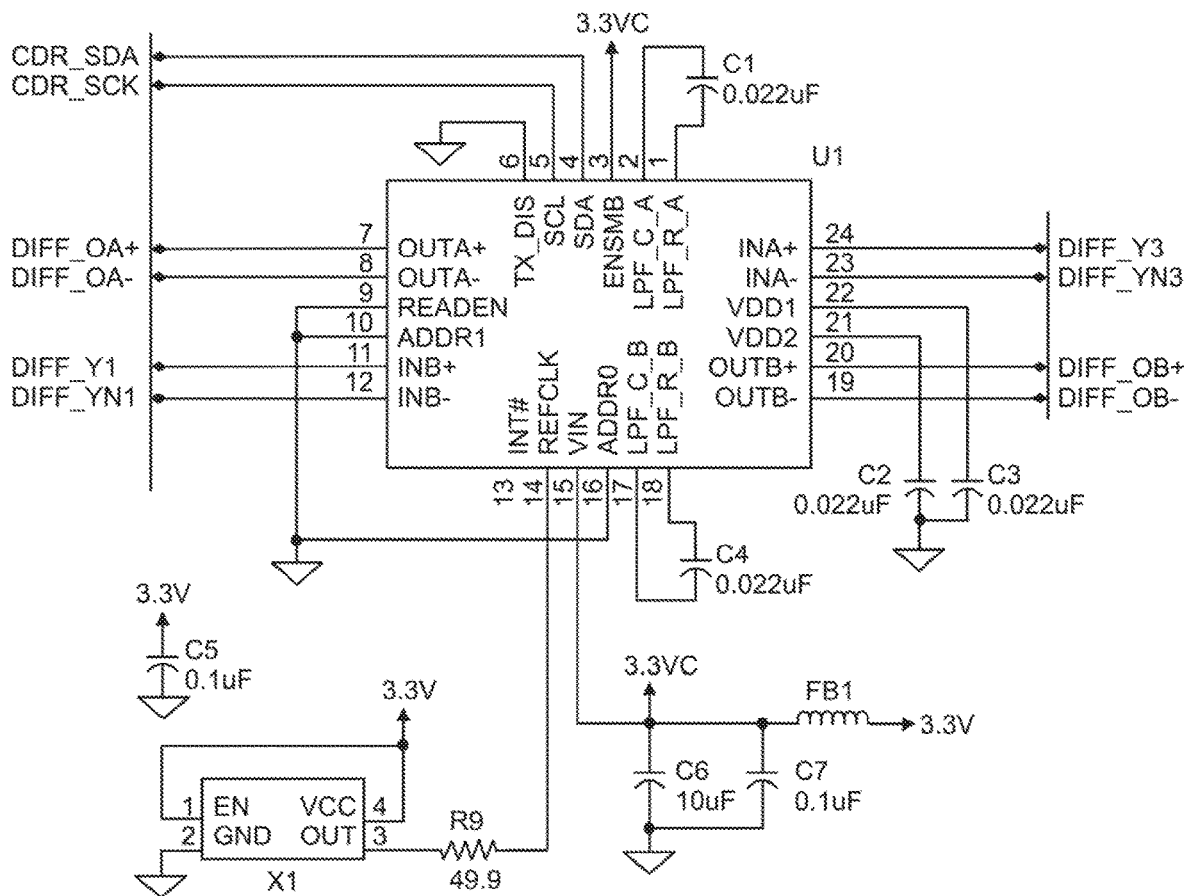 3.3VC
CDR_SDA
CDR_SCK
C1
0.022uF
6 5 4 3 2 1
U1
TX_DIS
SCL
SDA
ENSMB
LPF_C_A
LPF_R_A
DIFF_OA+ 7 OUTA+
DIFF_OA- 8 OUTA-
9 READEN
10 ADDR1
DIFF_Y1 11 INB+
DIFF_YN1 12 INB-
INA+ 24 DIFF_Y3
INA- 23 DIFF_YN3
VDD1 22
VDD2 21
OUTB+ 20 DIFF_OB+
OUTB- 19 DIFF_OB-
INT#
REFCLK
VIN
ADDR0
LPF_C_B
LPF_R_B
13 14 15 16 17 18
C2
0.022uF
C3
0.022uF
C4
0.022uF
3.3V
C5
0.1uF
3.3VC
FB1
3.3V
C6
10uF
C7
0.1uF
3.3V
1 EN VCC 4
2 GND OUT 3
X1
R9
49.9